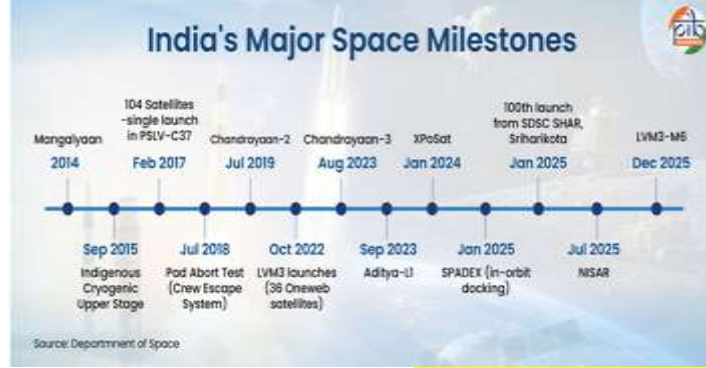 India's Major Space Milestones
pib
Mangalyaan
2014
Sep 2015
Indigenous
Cryogenic
Upper Stage
104 Satellites
-single launch
in PSLV-C37
Feb 2017
Jul 2018
Pad Abort Test
(Crew Escape
System)
Chandrayaan-2
Jul 2019
Oct 2022
LVM3 launches
(36 Oneweb
satellites)
Chandrayaan-3
Aug 2023
Sep 2023
Aditya-L1
XPoSat
Jan 2024
Jan 2025
SPADEX (in-orbit
docking)
100th launch
from SDSC SHAR,
Sriharikota
Jan 2025
Jul 2025
NISAR
LVM3-M6
Dec 2025
Source: Department of Space